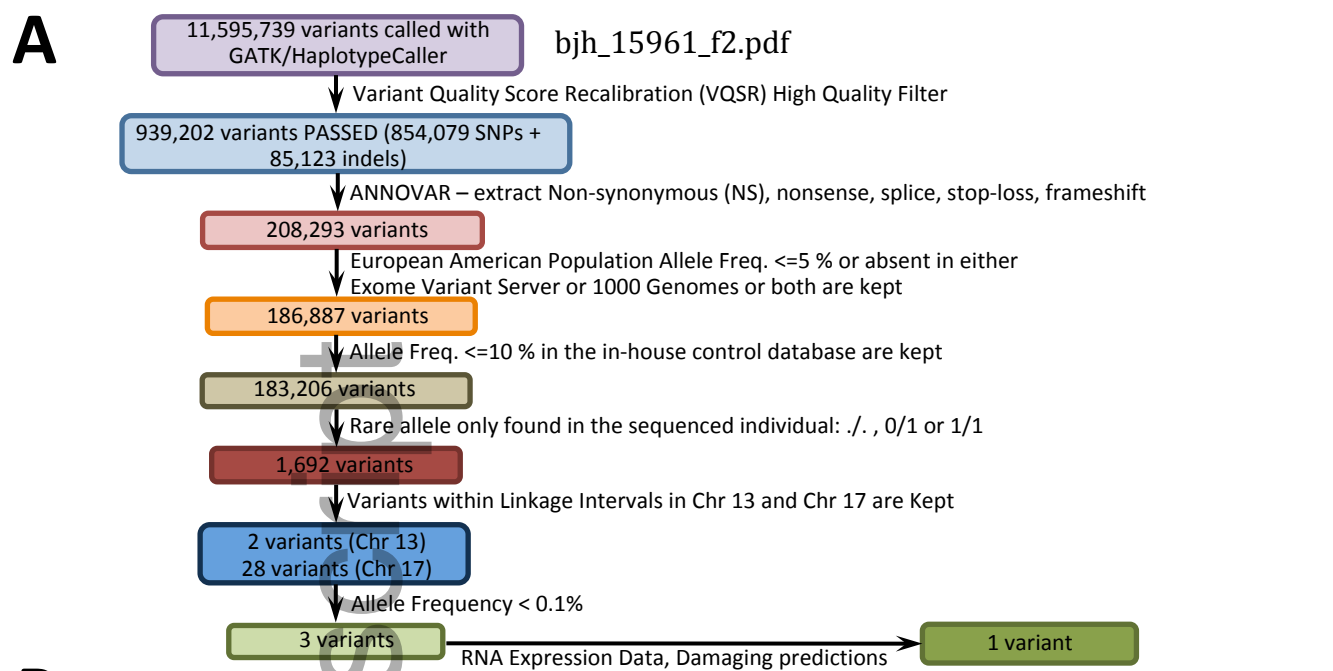 A
11,595,739 variants called with
GATK/HaplotypeCaller
bjh_15961_f2.pdf
Variant Quality Score Recalibration (VQSR) High Quality Filter
939,202 variants PASSED (854,079 SNPs +
85,123 indels)
ANNOVAR – extract Non-synonymous (NS), nonsense, splice, stop-loss, frameshift
208,293 variants
European American Population Allele Freq. <=5 % or absent in either
Exome Variant Server or 1000 Genomes or both are kept
186,887 variants
Allele Freq. <=10 % in the in-house control database are kept
183,206 variants
Rare allele only found in the sequenced individual: ./. , 0/1 or 1/1
1,692 variants
Variants within Linkage Intervals in Chr 13 and Chr 17 are Kept
2 variants (Chr 13)
28 variants (Chr 17)
Allele Frequency < 0.1%
3 variants
RNA Expression Data, Damaging predictions
1 variant